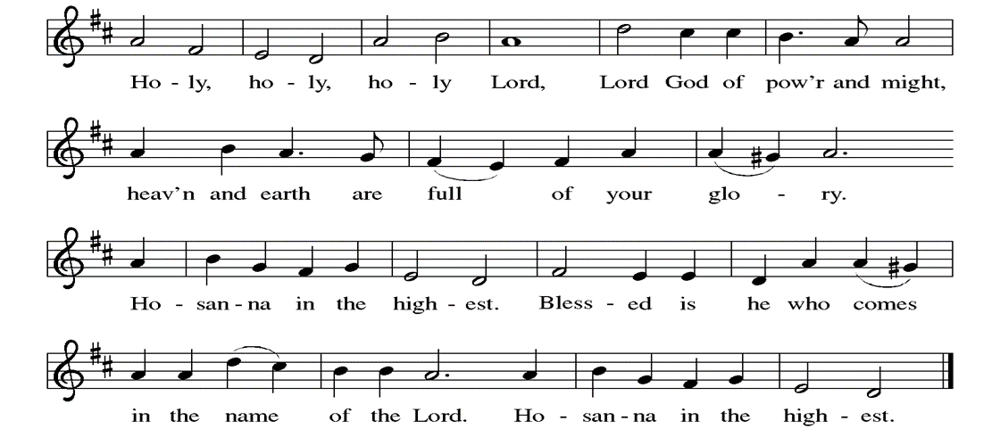 Ho - ly, ho - ly, ho - ly Lord, Lord God of pow'r and might,
heav'n and earth are full of your glo - ry.
Ho - san - na in the high - est. Bless - ed is he who comes
in the name of the Lord. Ho - san - na in the high - est.